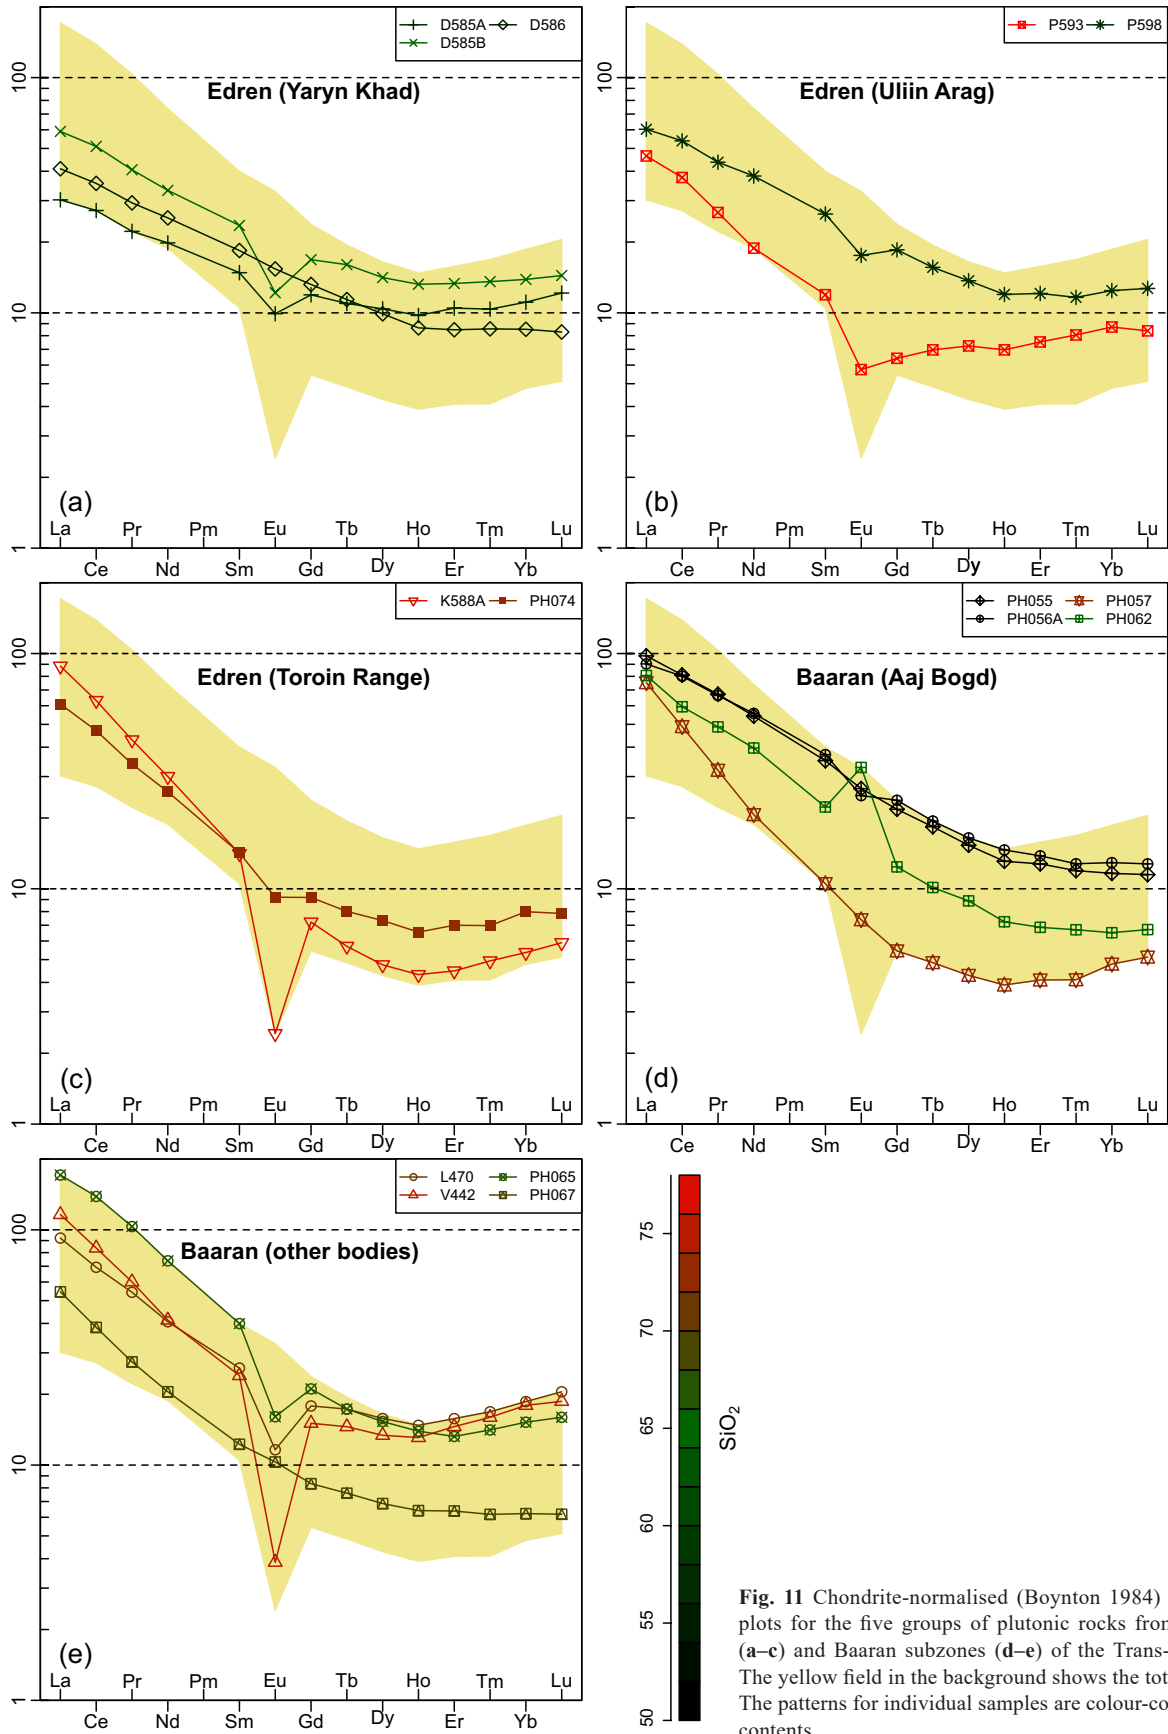 D585A D586
D585B
100
Edren (Yaryn Khad)
10
(a)
La Pr Pm Eu Tb Ho Tm Lu
1
Ce Nd Sm Gd Dy Er Yb
P593 P598
100
Edren (Uliin Arag)
10
(b)
La Pr Pm Eu Tb Ho Tm Lu
1
Ce Nd Sm Gd Dy Er Yb
K588A PH074
100
Edren (Toroin Range)
10
(c)
La Pr Pm Eu Tb Ho Tm Lu
1
Ce Nd Sm Gd Dy Er Yb
PH055 PH057
PH056A PH062
100
Baaran (Aaj Bogd)
10
(d)
La Pr Pm Eu Tb Ho Tm Lu
1
Ce Nd Sm Gd Dy Er Yb
L470 PH065
V442 PH067
100
Baaran (other bodies)
10
(e)
La Pr Pm Eu Tb Ho Tm Lu
1
Ce Nd Sm Gd Dy Er Yb
75
70
65
60
55
50
SiO2
Fig. 11 Chondrite-normalised (Boynton 1984)
plots for the five groups of plutonic rocks from
(a–c) and Baaran subzones (d–e) of the Trans-
The yellow field in the background shows the tot
The patterns for individual samples are colour-co
contents